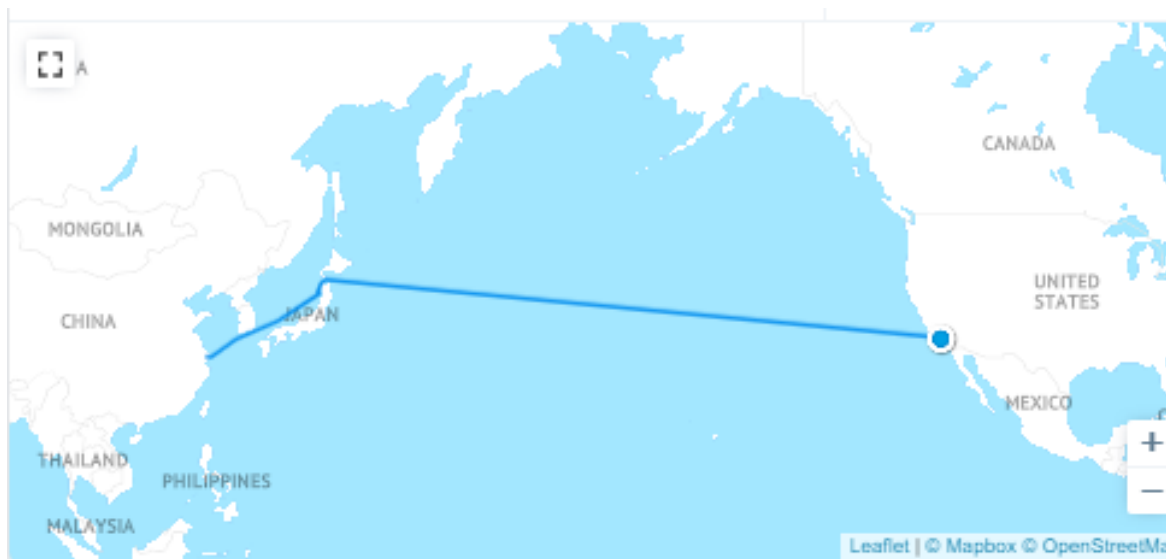 A
CANADA
MONGOLIA
UNITED
STATES
CHINA
JAPAN
MEXICO
+
THAILAND
PHILIPPINES
−
MALAYSIA
Leaflet | © Mapbox © OpenStreetMa